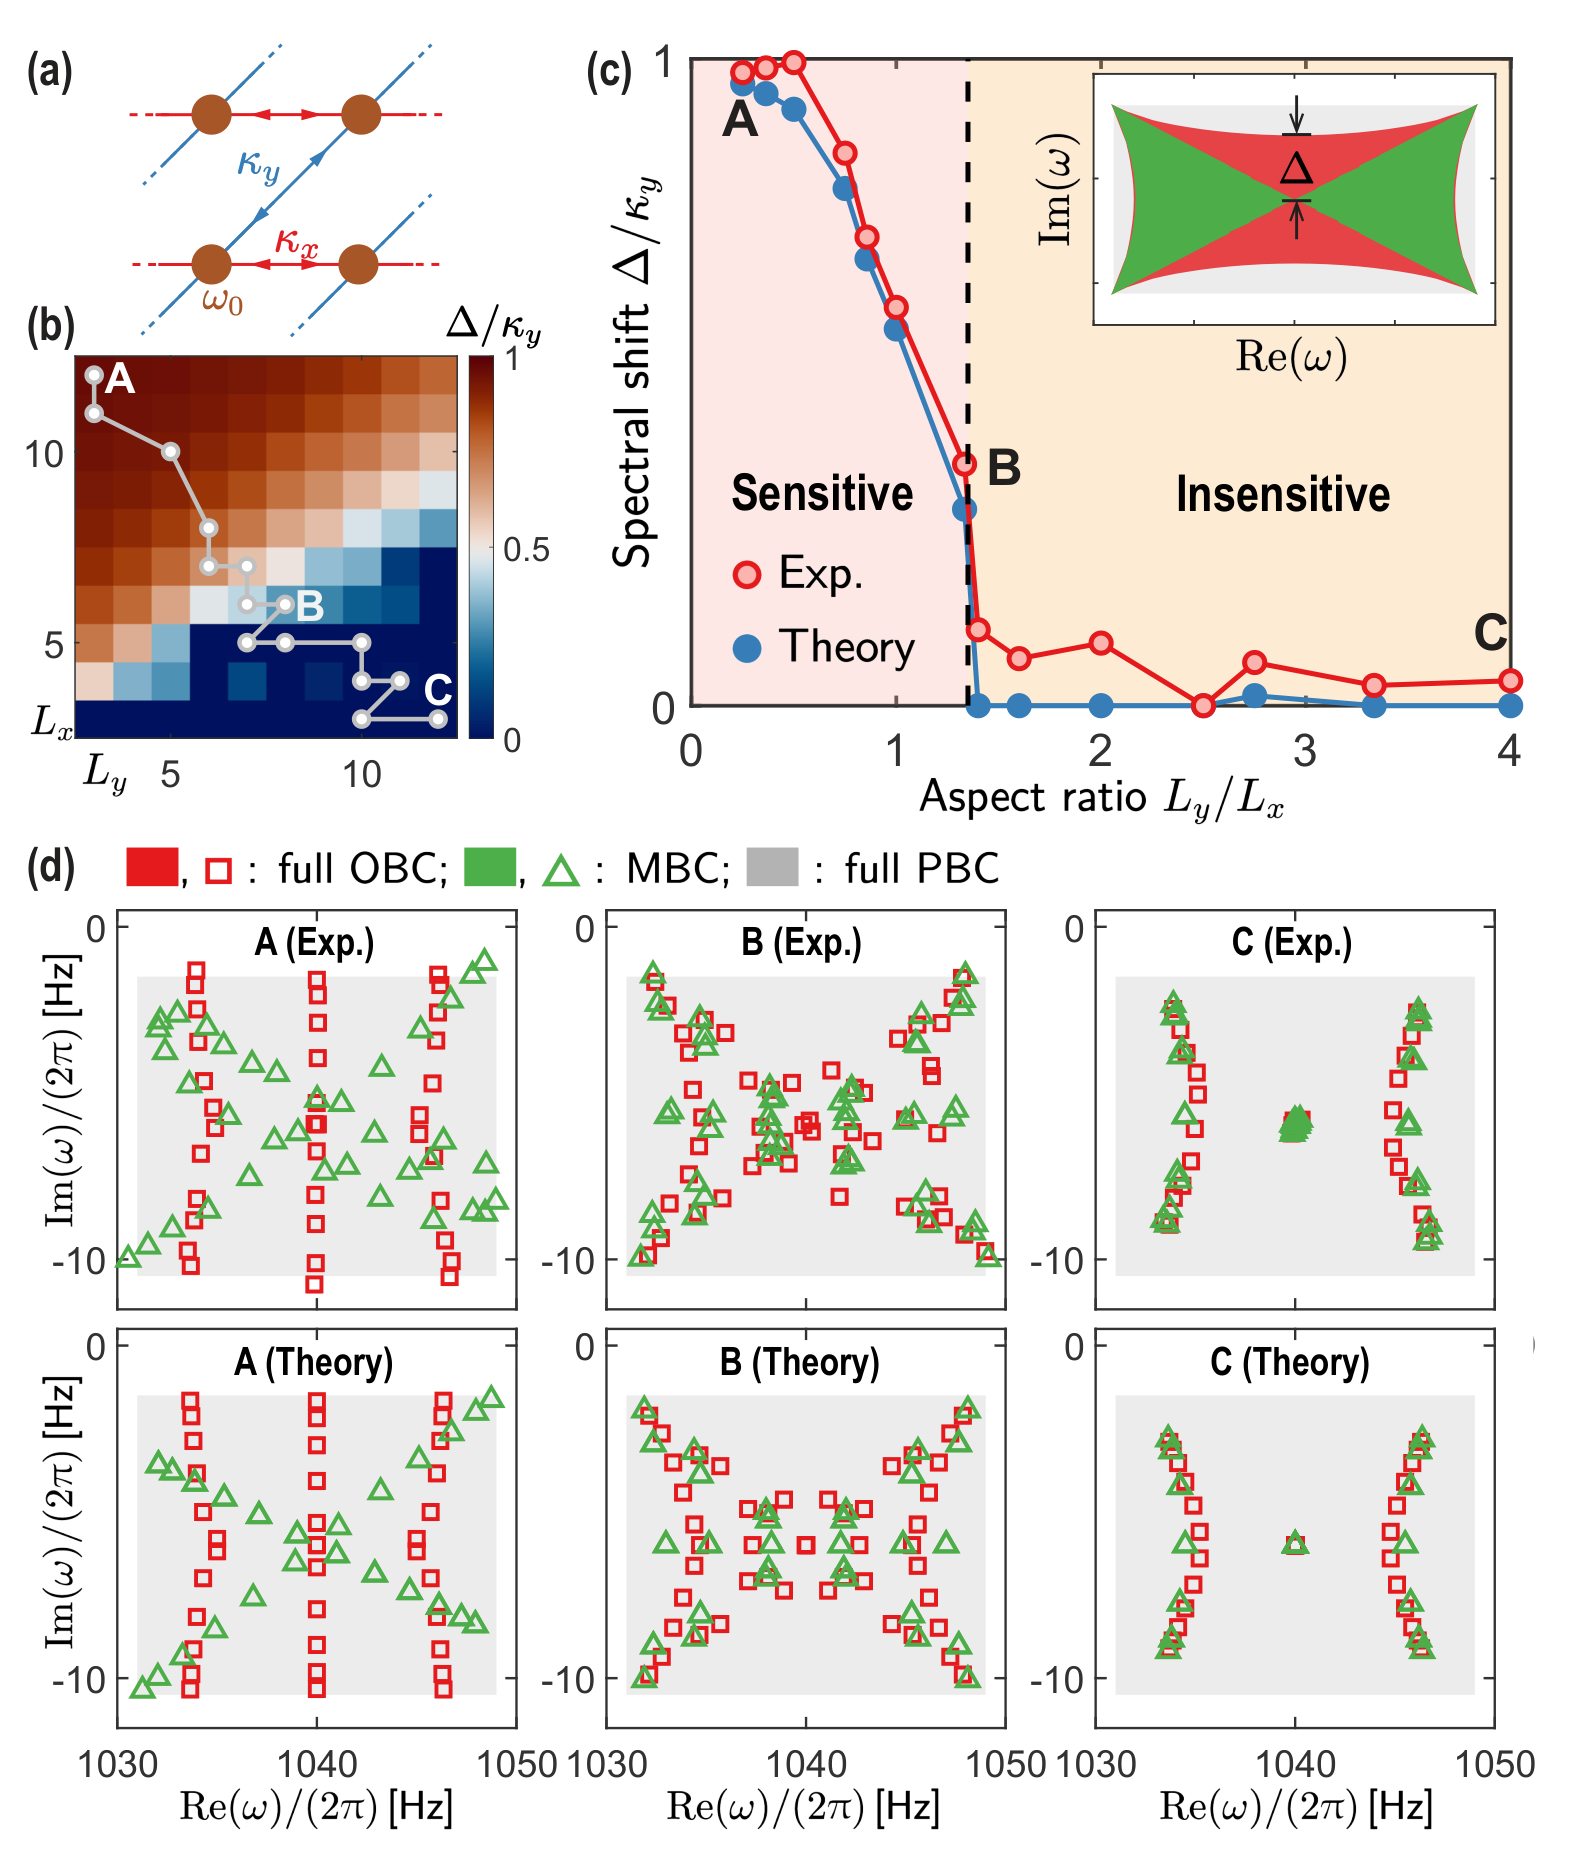 (a)
κy
κx
ω0
(b)
Δ/κy
A
B
C
10
5
Lx
Ly
5
10
1
0.5
0
(c)
1
0
Spectral shift Δ/κy
A
B
C
Sensitive
Insensitive
Exp.
Theory
Im(ω)
Δ
Re(ω)
0
1
2
3
4
Aspect ratio Ly/Lx
(d)
, : full OBC; , : MBC; : full PBC
A (Exp.)
B (Exp.)
C (Exp.)
0
-10
0
-10
0
-10
Im(ω)/(2π) [Hz]
A (Theory)
B (Theory)
C (Theory)
0
-10
0
-10
0
-10
Im(ω)/(2π) [Hz]
1030
1040
1050
1030
1040
1050
1030
1040
1050
Re(ω)/(2π) [Hz]
Re(ω)/(2π) [Hz]
Re(ω)/(2π) [Hz]